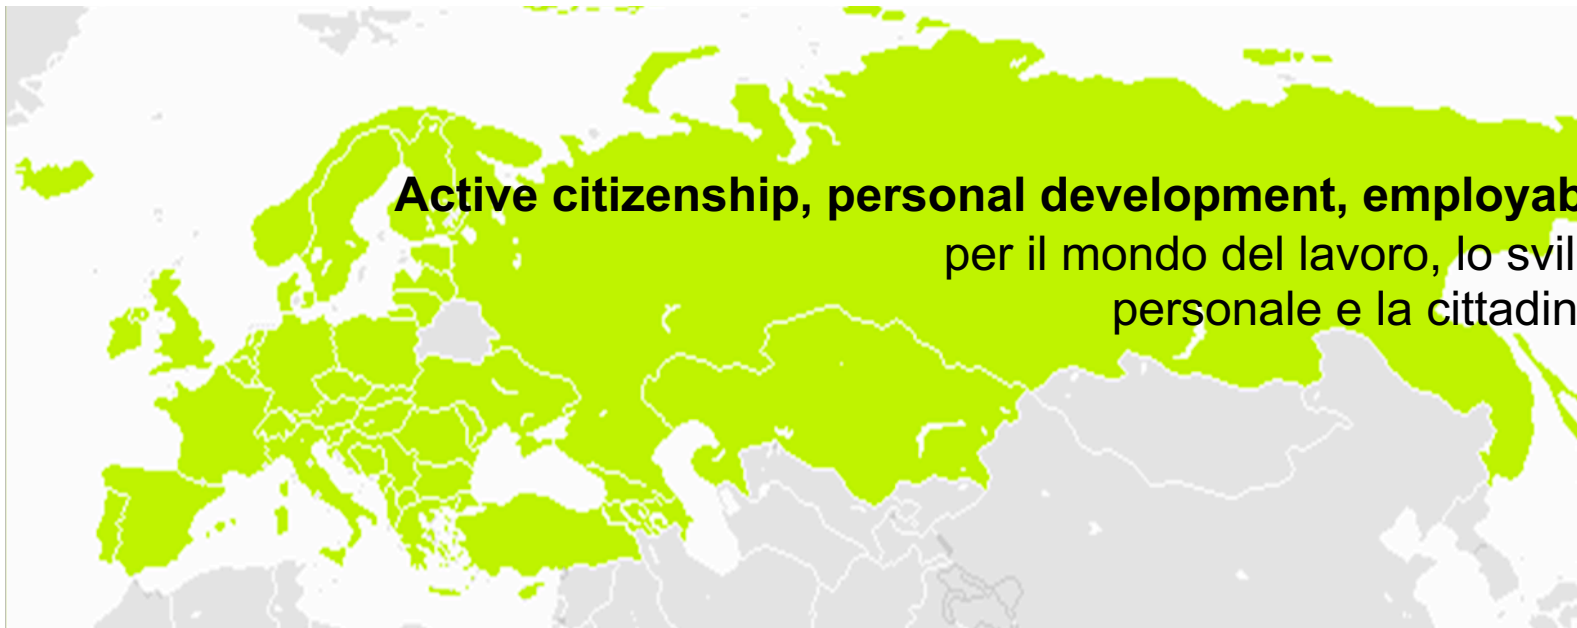 Active citizenship, personal development, employab
per il mondo del lavoro, lo svil
personale e la cittadin